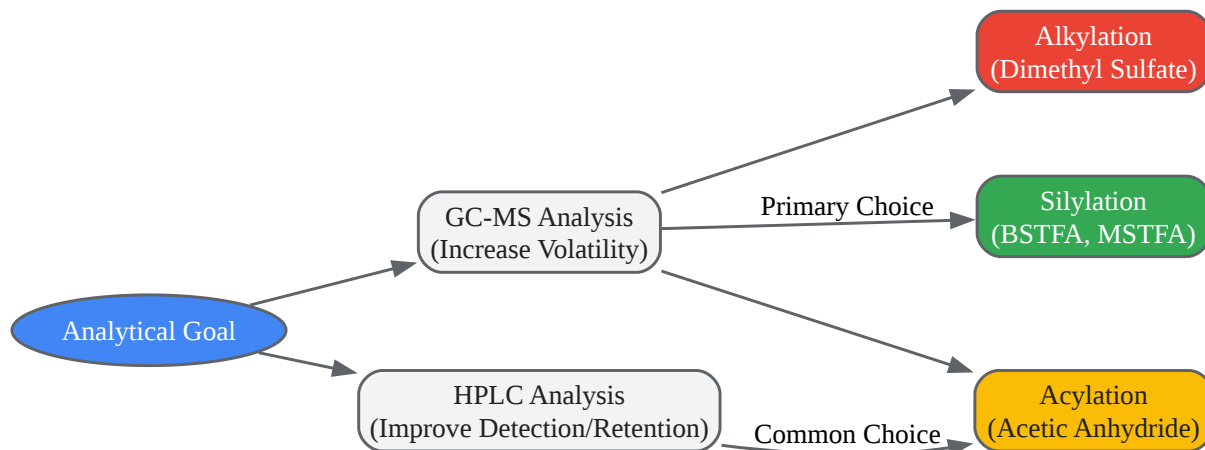 Alkylation
(Dimethyl Sulfate)
GC-MS Analysis
(Increase Volatility)
Primary Choice
Silylation
(BSTFA, MSTFA)
Analytical Goal
HPLC Analysis
(Improve Detection/Retention)
Common Choice
Acylation
(Acetic Anhydride)